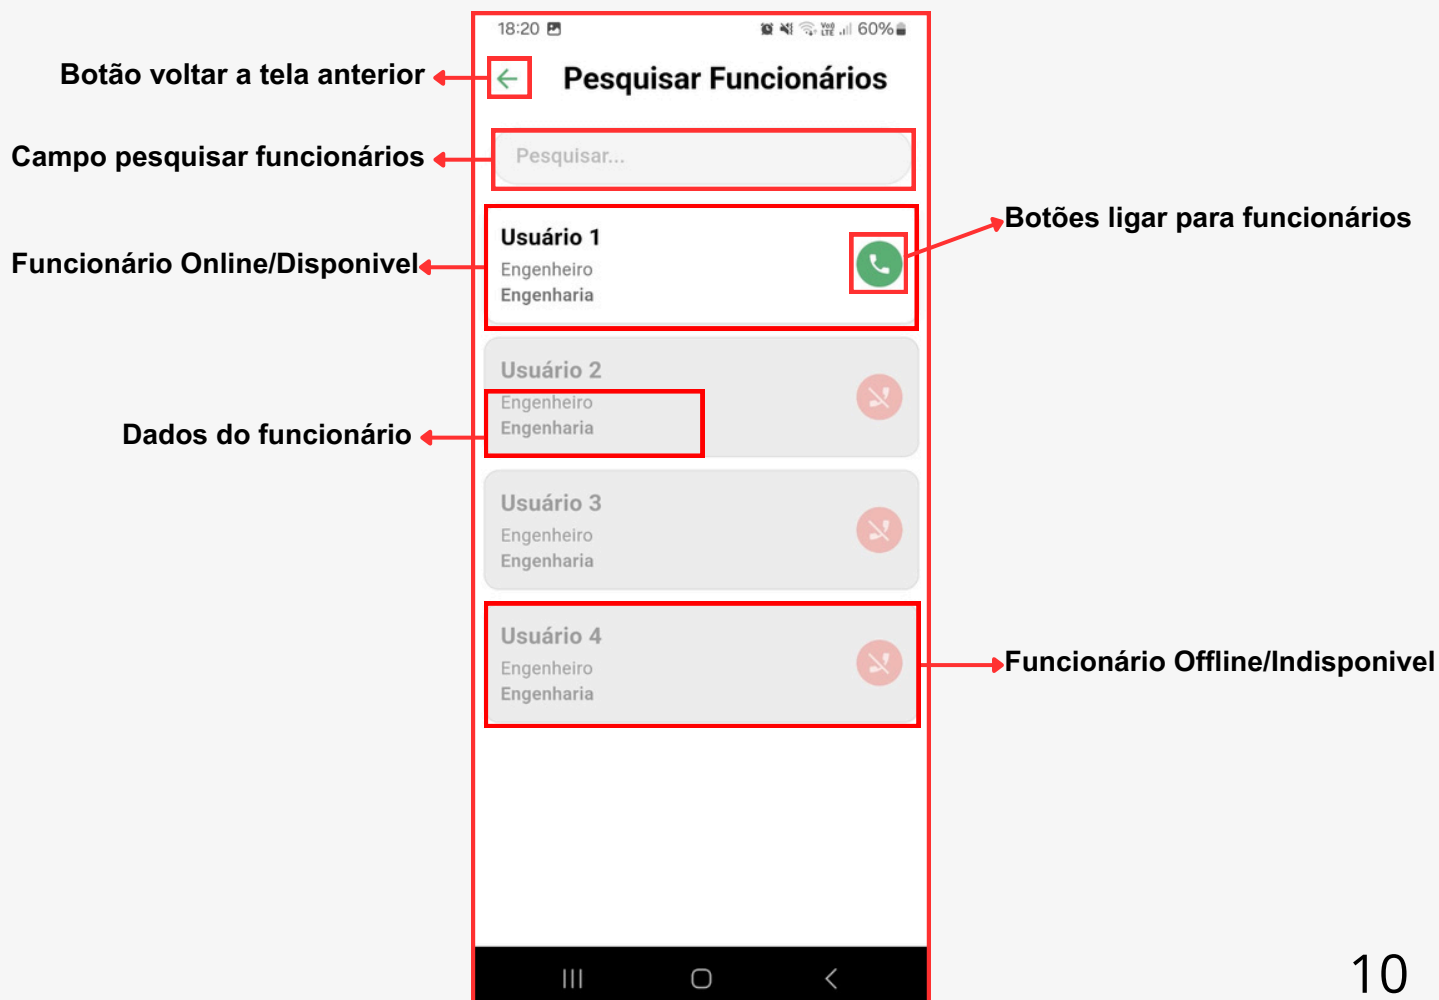 18:20
60%
Botão voltar a tela anterior
Pesquisar Funcionários
Campo pesquisar funcionários
Pesquisar...
Botões ligar para funcionários
Usuário 1
Funcionário Online/Disponivel
Engenheiro
Engenharia
Usuário 2
Engenheiro
Engenharia
Dados do funcionário
Usuário 3
Engenheiro
Engenharia
Usuário 4
Engenheiro
Engenharia
Funcionário Offline/Indisponivel
10